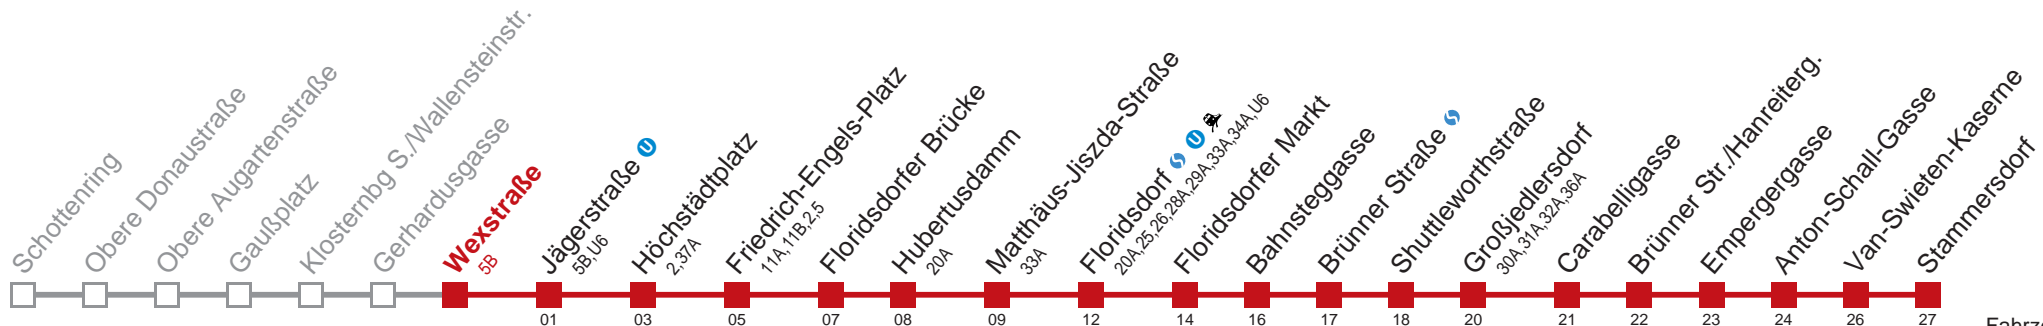 Schottenring
Obere Donaustraße
Obere Augartenstraße
Gaußplatz
Klosternbg S./Wallensteinstr.
Gerhardusgasse
Wexstraße
5B
Jägerstraße U
5B,U6
Höchstädtplatz
2,37A
Friedrich-Engels-Platz
11A,11B,2,5
Floridsdorfer Brücke
Hubertusdamm
20A
Matthäus-Jiszda-Straße
33A
Floridsdorf S U
20A,25,26,28A,29A,33A,34A,U6
Floridsdorfer Markt
Bahnsteggasse
Brünner Straße S
Shuttleworthstraße
Großjedlersdorf
30A,31A,32A,36A
Carabelligasse
Brünner Str./Hanreiterg.
Empergergasse
Anton-Schall-Gasse
Van-Swieten-Kaserne
Stammersdorf
01 03 05 07 08 09 12 14 16 17 18 20 21 22 23 24 26 27